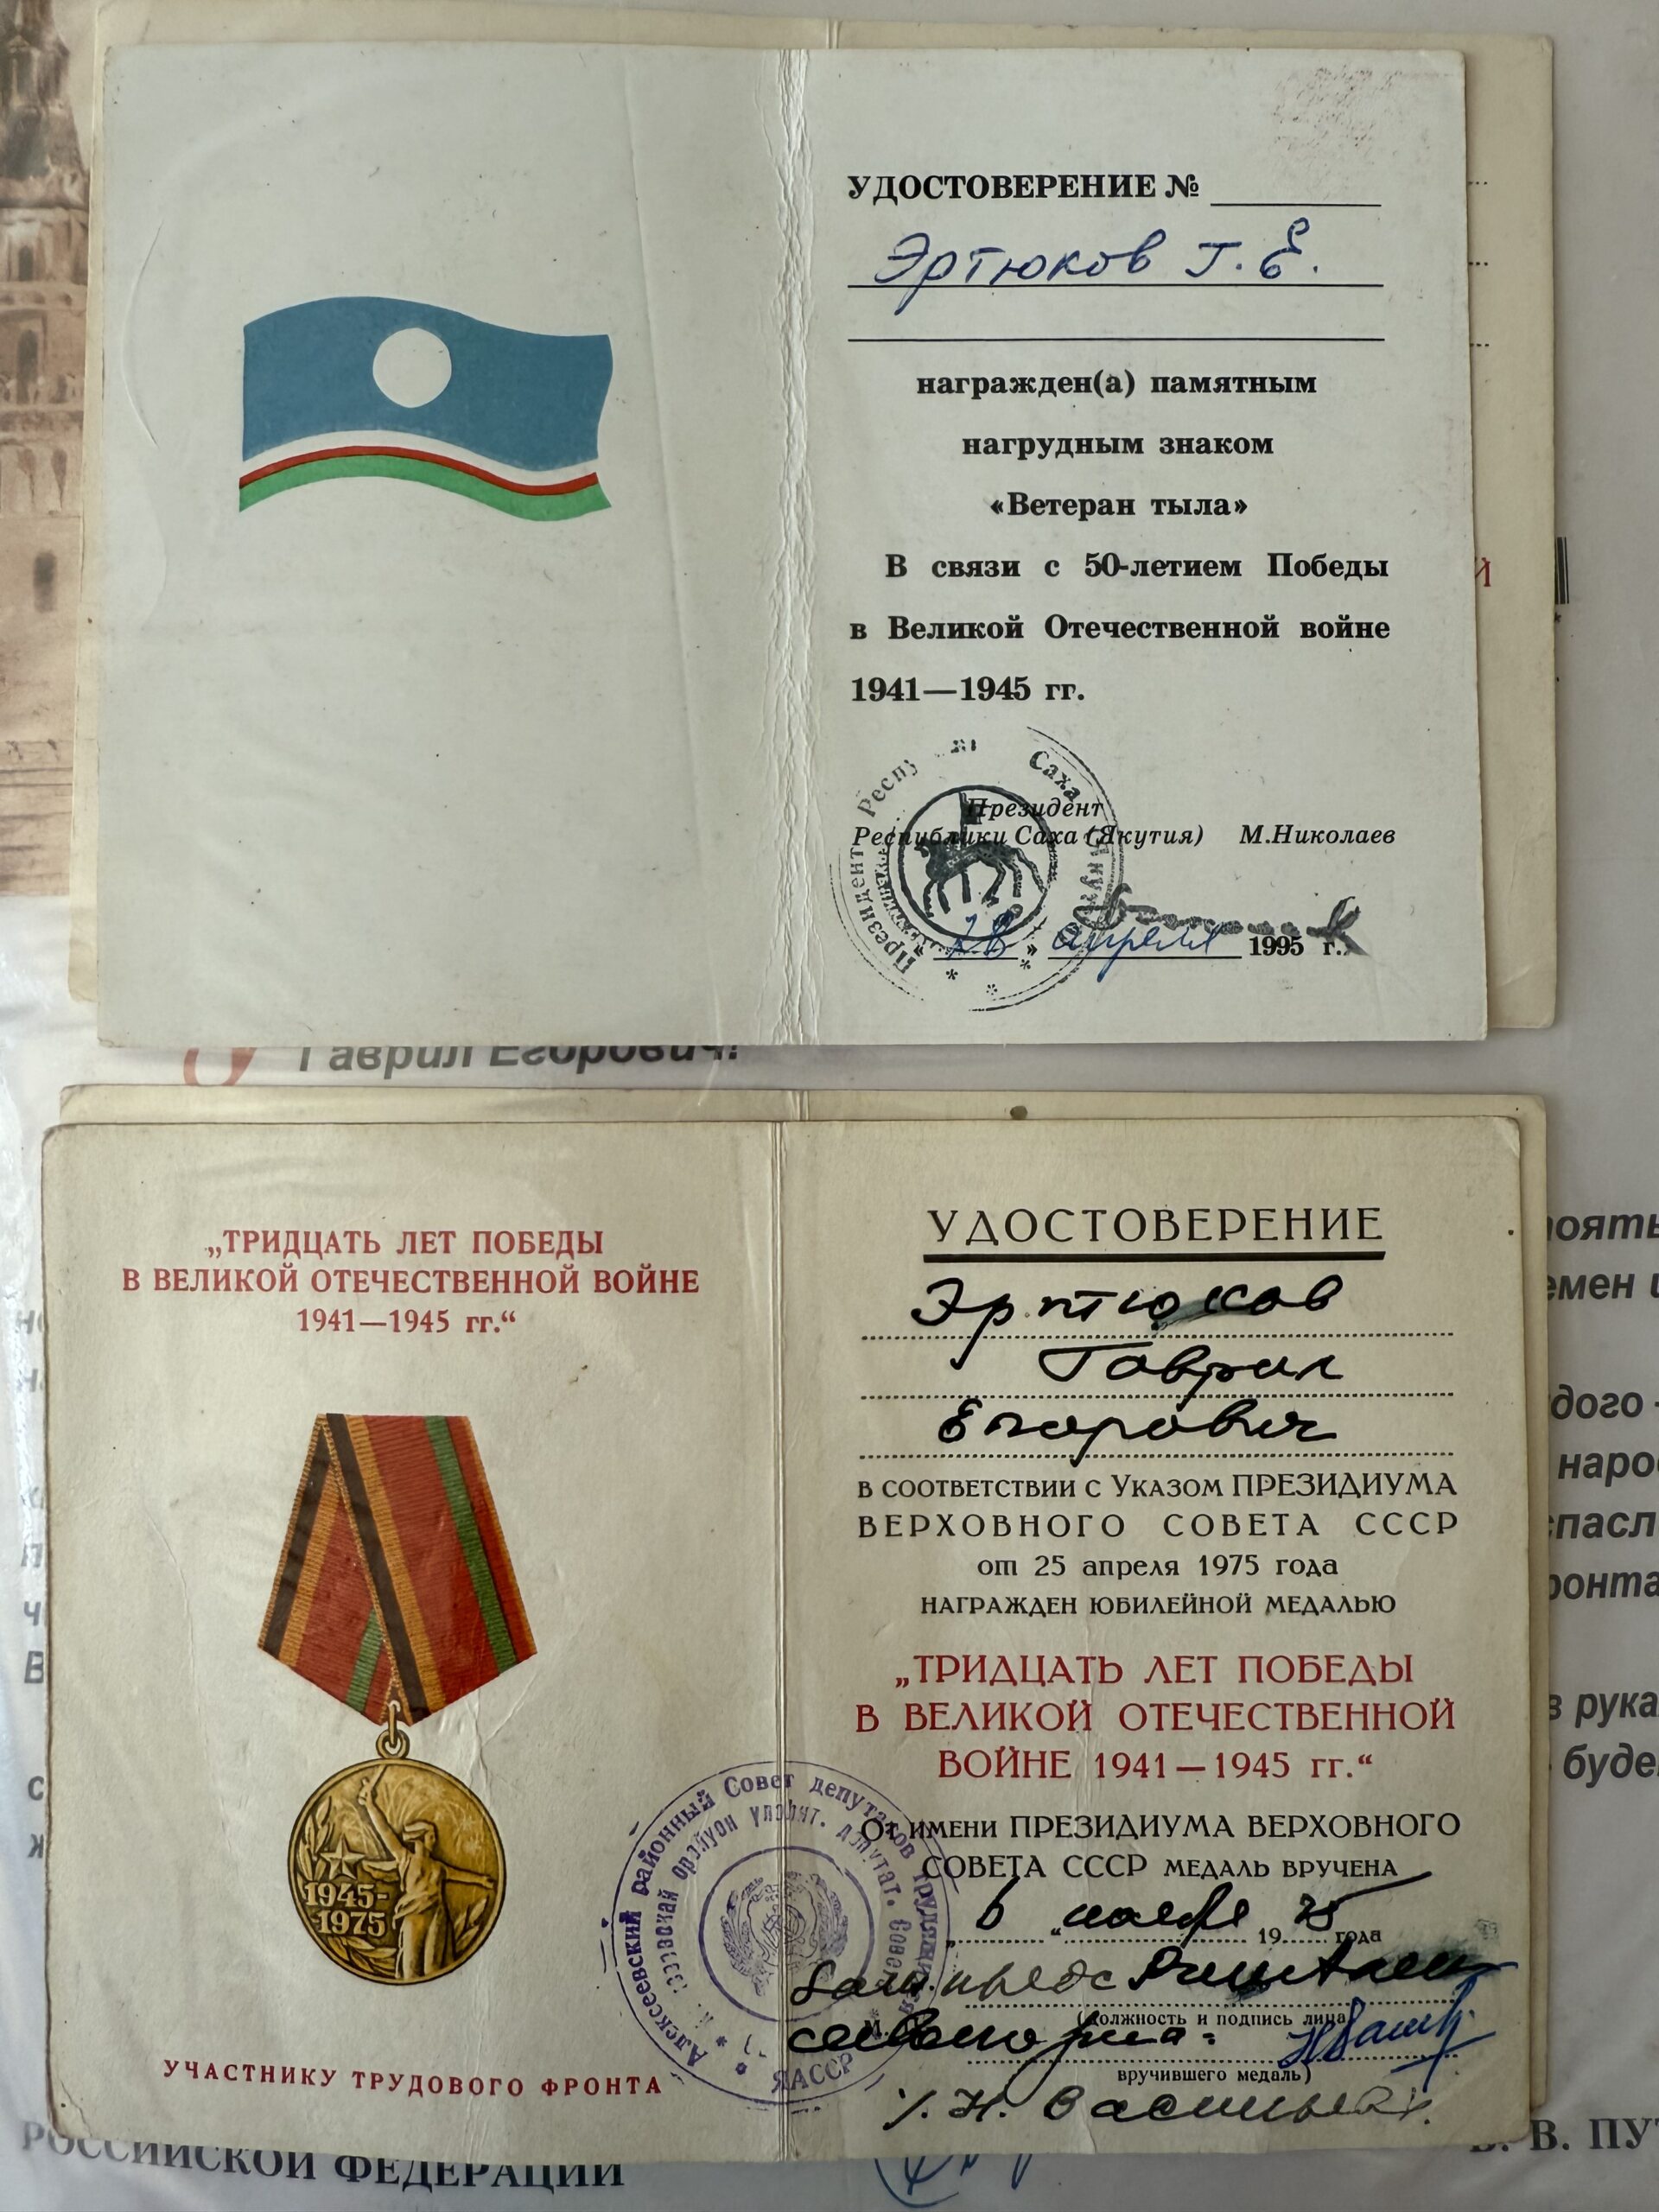 УДОСТОВЕРЕНИЕ №
Эртюков Г. Е.
награжден(а) памятным
нагрудным знаком
«Ветеран тыла»
В связи с 50-летием Победы
в Великой Отечественной войне
1941—1945 гг.
Президент
Республики Саха (Якутия) М.Николаев
Президент Саха
28 » апреля 1995 г.
Гаврил Егорович!
„ТРИДЦАТЬ ЛЕТ ПОБЕДЫ
В ВЕЛИКОЙ ОТЕЧЕСТВЕННОЙ ВОЙНЕ
1941—1945 гг.“
1945-
1975
УЧАСТНИКУ ТРУДОВОГО ФРОНТА
УДОСТОВЕРЕНИЕ
Эртюков
Гаврил
Егорович
В СООТВЕТСТВИИ С УКАЗОМ ПРЕЗИДИУМА
ВЕРХОВНОГО СОВЕТА СССР
от 25 апреля 1975 года
НАГРАЖДЕН ЮБИЛЕЙНОЙ МЕДАЛЬЮ
„ТРИДЦАТЬ ЛЕТ ПОБЕДЫ
В ВЕЛИКОЙ ОТЕЧЕСТВЕННОЙ
ВОЙНЕ 1941—1945 гг.“
ОТ ИМЕНИ ПРЕЗИДИУМА ВЕРХОВНОГО
СОВЕТА СССР МЕДАЛЬ ВРУЧЕНА
„6 “ ноября 1975 года
(должность и подпись лица,
вручившего медаль)
Алексеевский районный Совет депутатов трудящихся
ЯАССР
РОССИЙСКОЙ ФЕДЕРАЦИИ
В. В. ПУТ